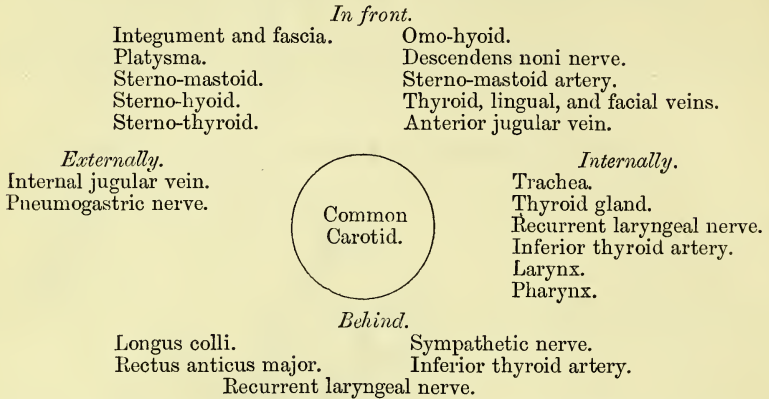 In front.
Integument and fascia. Omo-hyoid.
Platysma. Descendens noni nerve.
Sterno-mastoid. Sterno-mastoid artery.
Sterno-hyoid. Thyroid, lingual, and facial veins.
Sterno-thyroid. Anterior jugular vein.
Externally.
Internal jugular vein.
Pneumogastric nerve.
Common
Carotid.
Internally.
Trachea.
Thyroid gland.
Recurrent laryngeal nerve.
Inferior thyroid artery.
Larynx.
Pharynx.
Behind.
Longus colli. Sympathetic nerve.
Rectus anticus major. Inferior thyroid artery.
Recurrent laryngeal nerve.